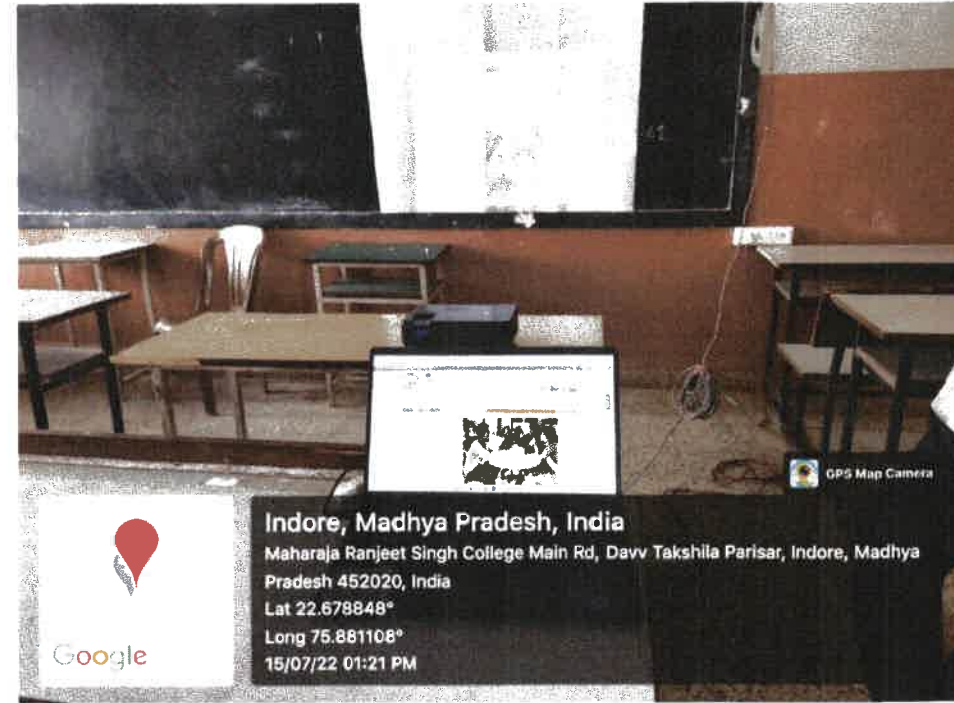 GPS Map Camera
Indore, Madhya Pradesh, India
Maharaja Ranjeet Singh College Main Rd, Davv Takshila Parisar, Indore, Madhya
Pradesh 452020, India
Lat 22.678848°
Long 75.881108°
15/07/22 01:21 PM
Google